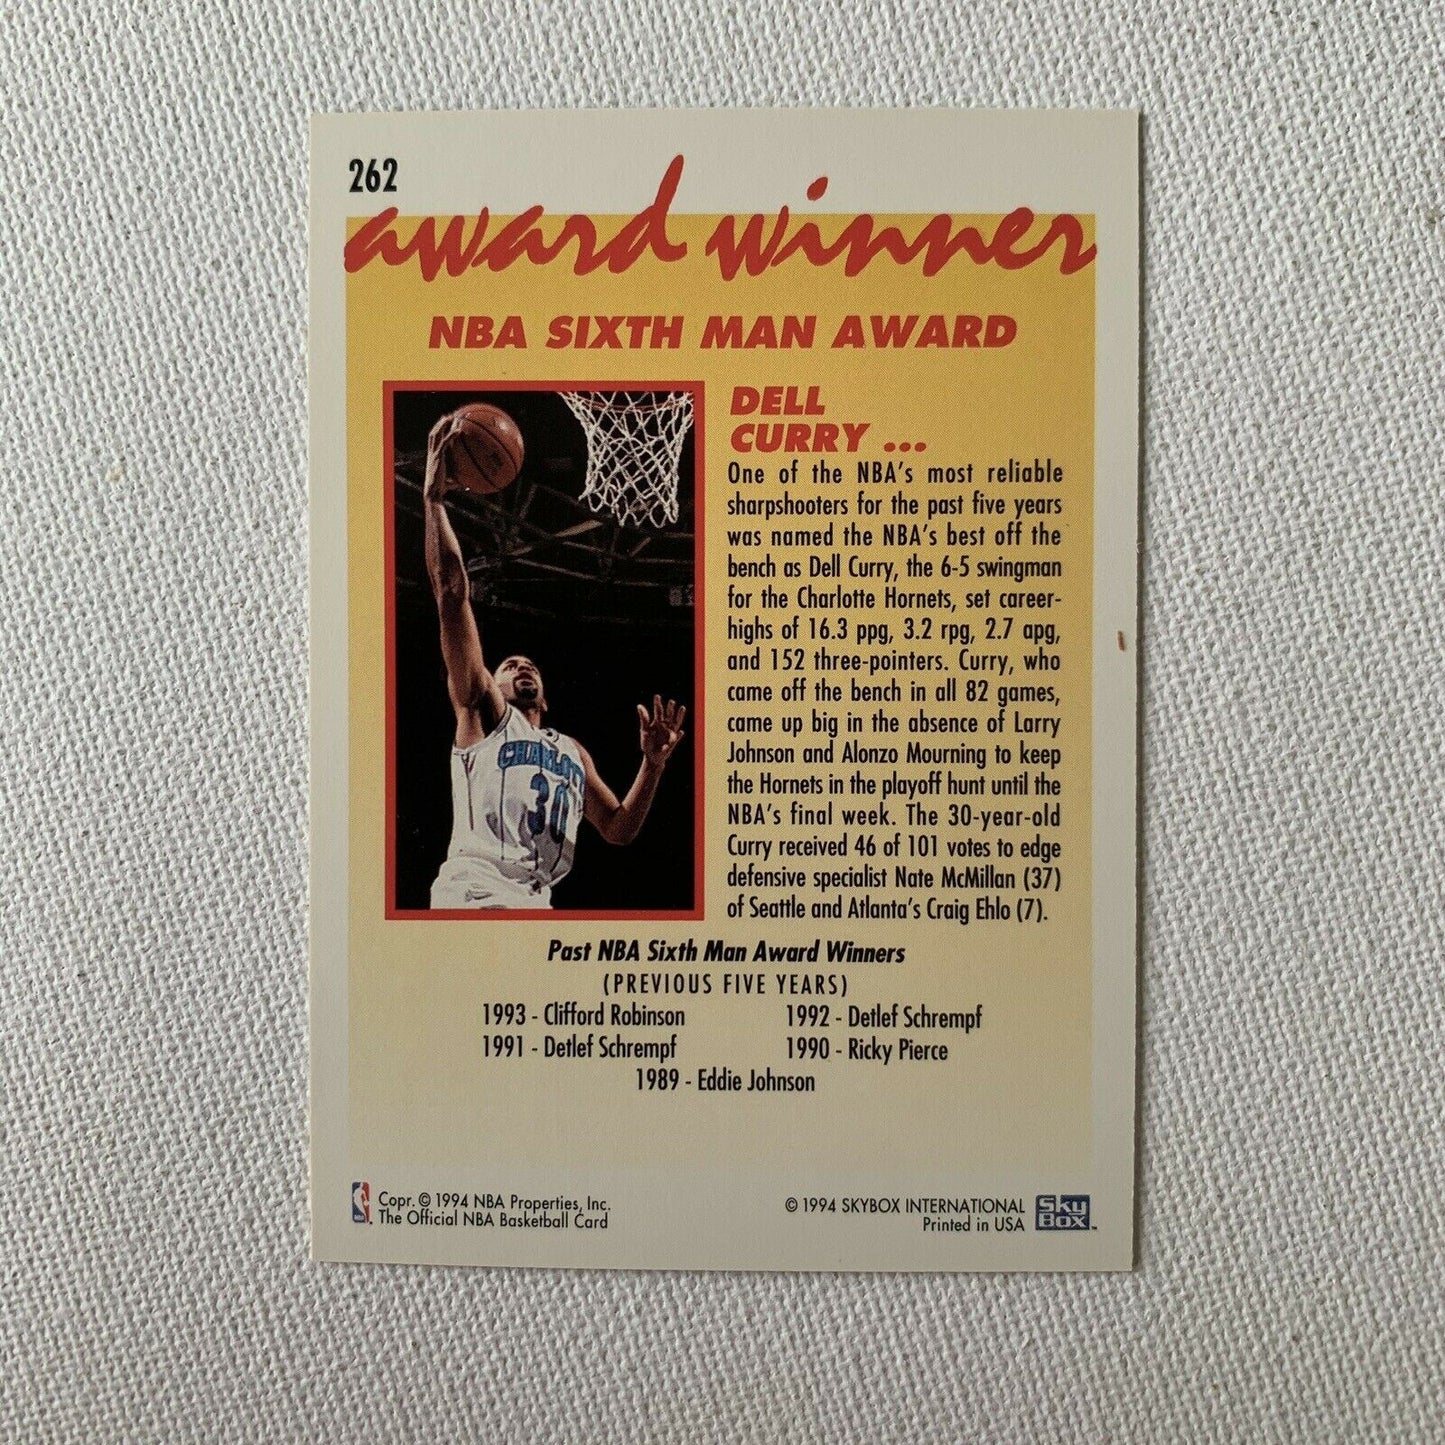 262
award winner
NBA SIXTH MAN AWARD
CHARLOTTE
30
DELL
CURRY ...
One of the NBA's most reliable
sharpshooters for the past five years
was named the NBA's best off the
bench as Dell Curry, the 6-5 swingman
for the Charlotte Hornets, set career-
highs of 16.3 ppg, 3.2 rpg, 2.7 apg,
and 152 three-pointers. Curry, who
came off the bench in all 82 games,
came up big in the absence of Larry
Johnson and Alonzo Mourning to keep
the Hornets in the playoff hunt until the
NBA's final week. The 30-year-old
Curry received 46 of 101 votes to edge
defensive specialist Nate McMillan (37)
of Seattle and Atlanta's Craig Ehlo (7).
Past NBA Sixth Man Award Winners
(PREVIOUS FIVE YEARS)
1993 - Clifford Robinson 1992 - Detlef Schrempf
1991 - Detlef Schrempf 1990 - Ricky Pierce
1989 - Eddie Johnson
Copr. © 1994 NBA Properties, Inc.
The Official NBA Basketball Card
© 1994 SKYBOX INTERNATIONAL
Printed in USA
SKY
BOX™